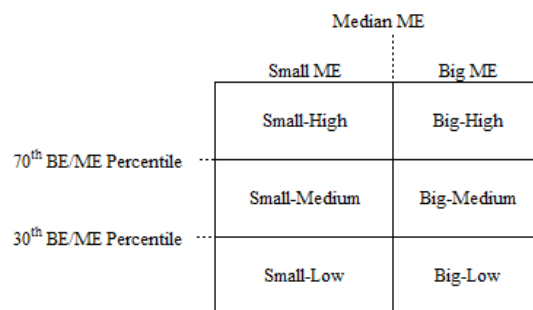 Median ME
Small ME Big ME
Small-High Big-High
70th BE/ME Percentile
Small-Medium Big-Medium
30th BE/ME Percentile
Small-Low Big-Low